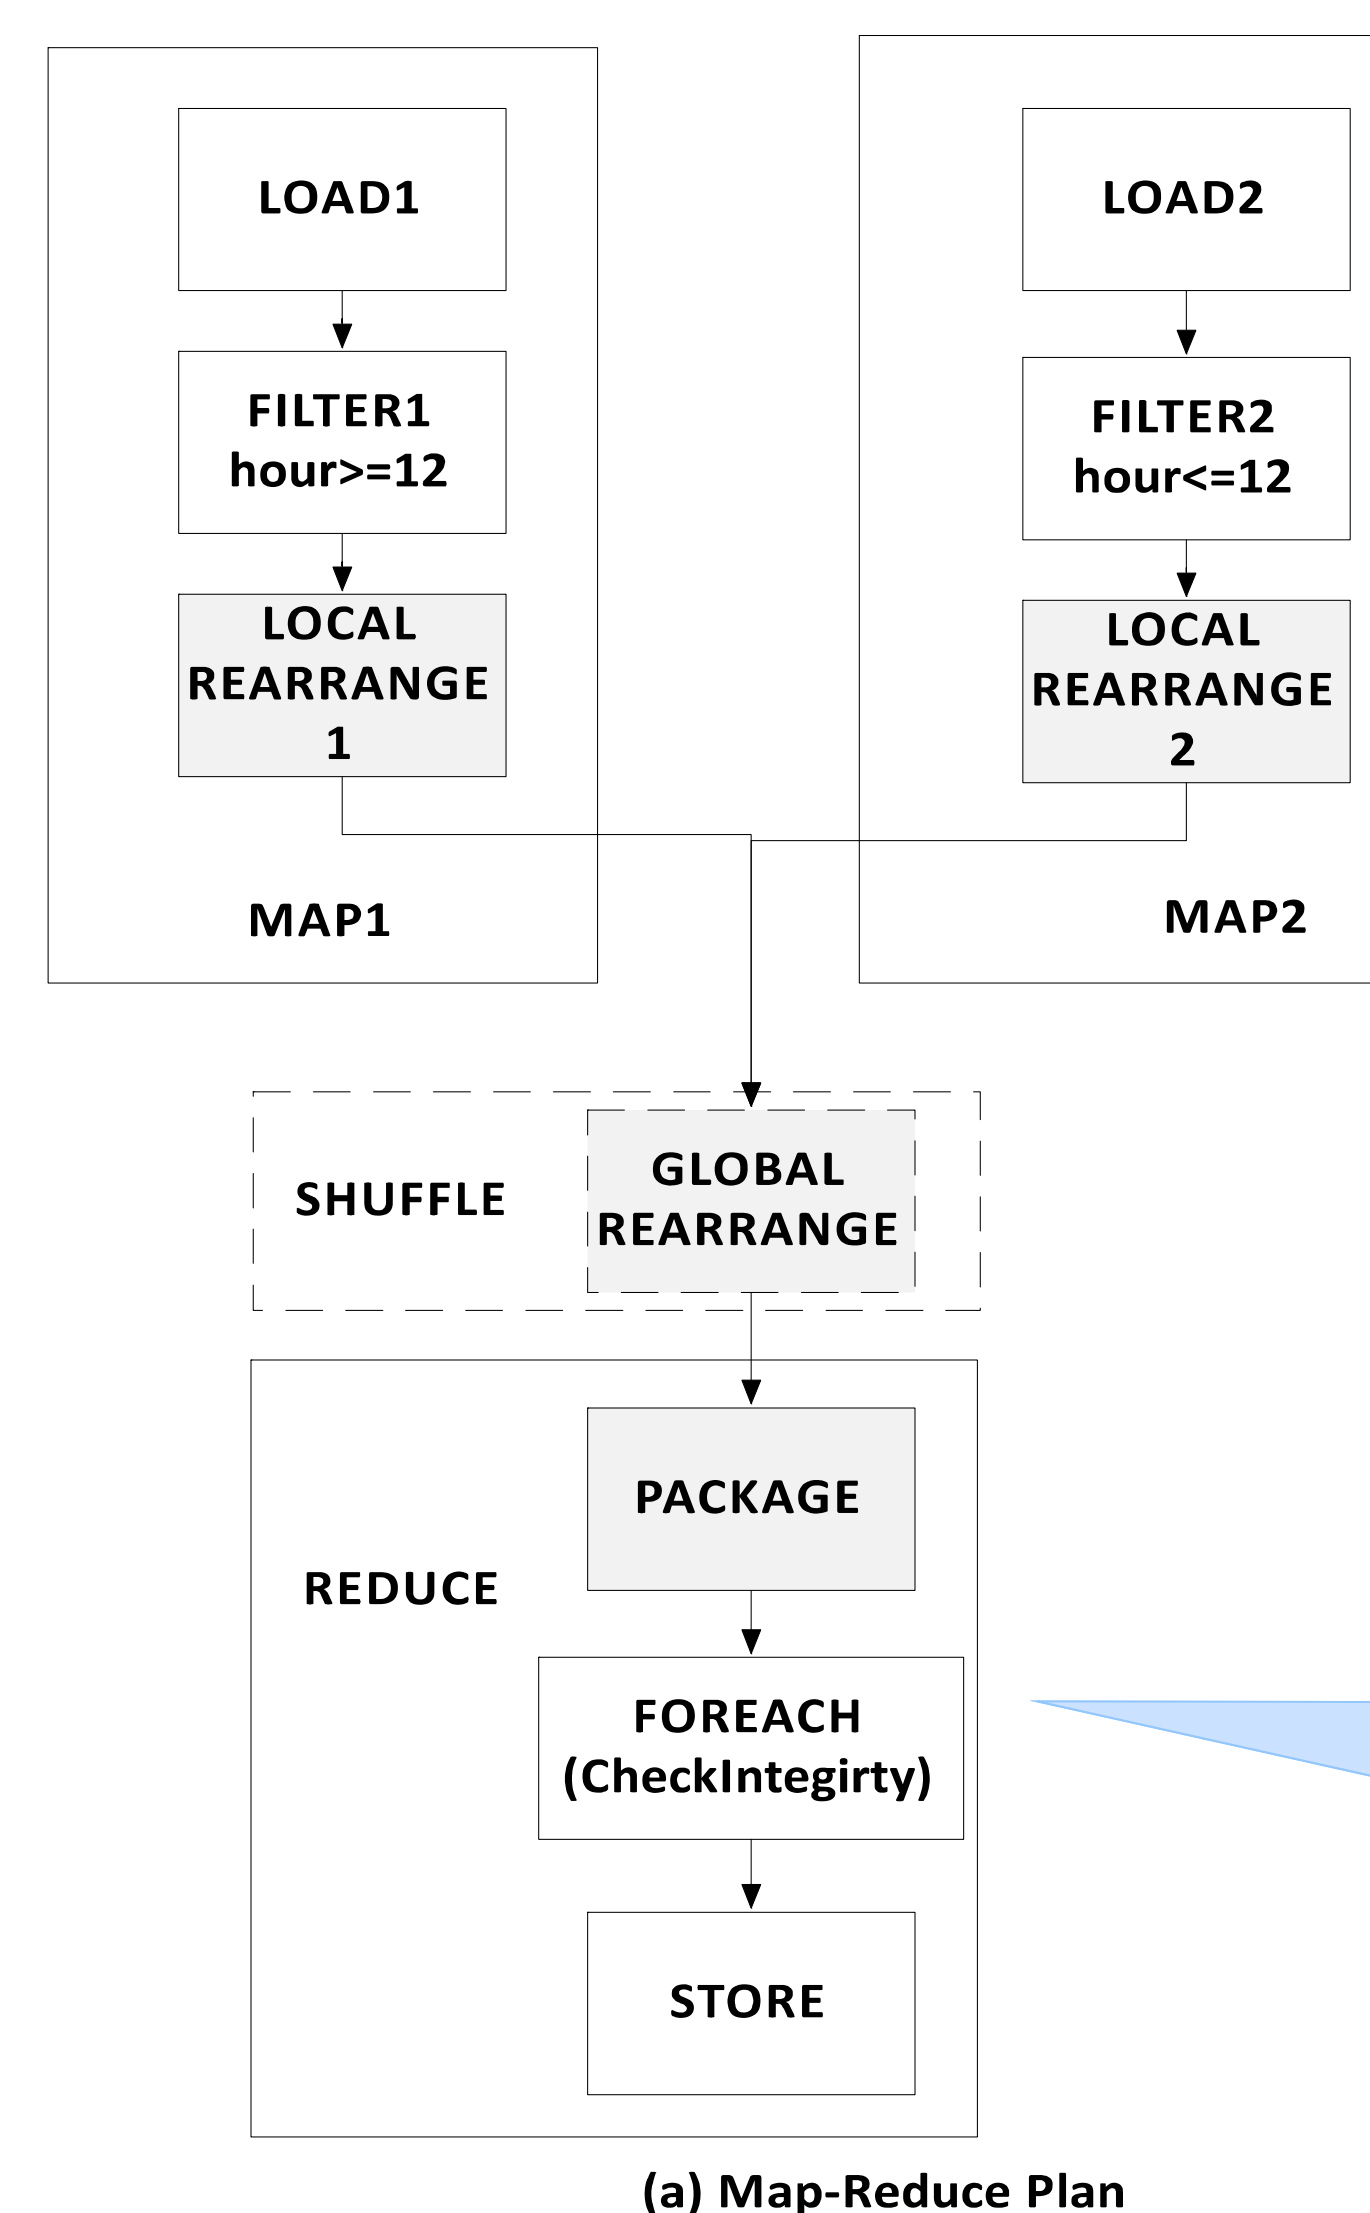 LOAD1
FILTER1
hour>=12
LOCAL
REARRANGE
1
MAP1
LOAD2
FILTER2
hour<=12
LOCAL
REARRANGE
2
MAP2
SHUFFLE
GLOBAL
REARRANGE
REDUCE
PACKAGE
FOREACH
(CheckIntegirty)
STORE
(a) Map-Reduce Plan